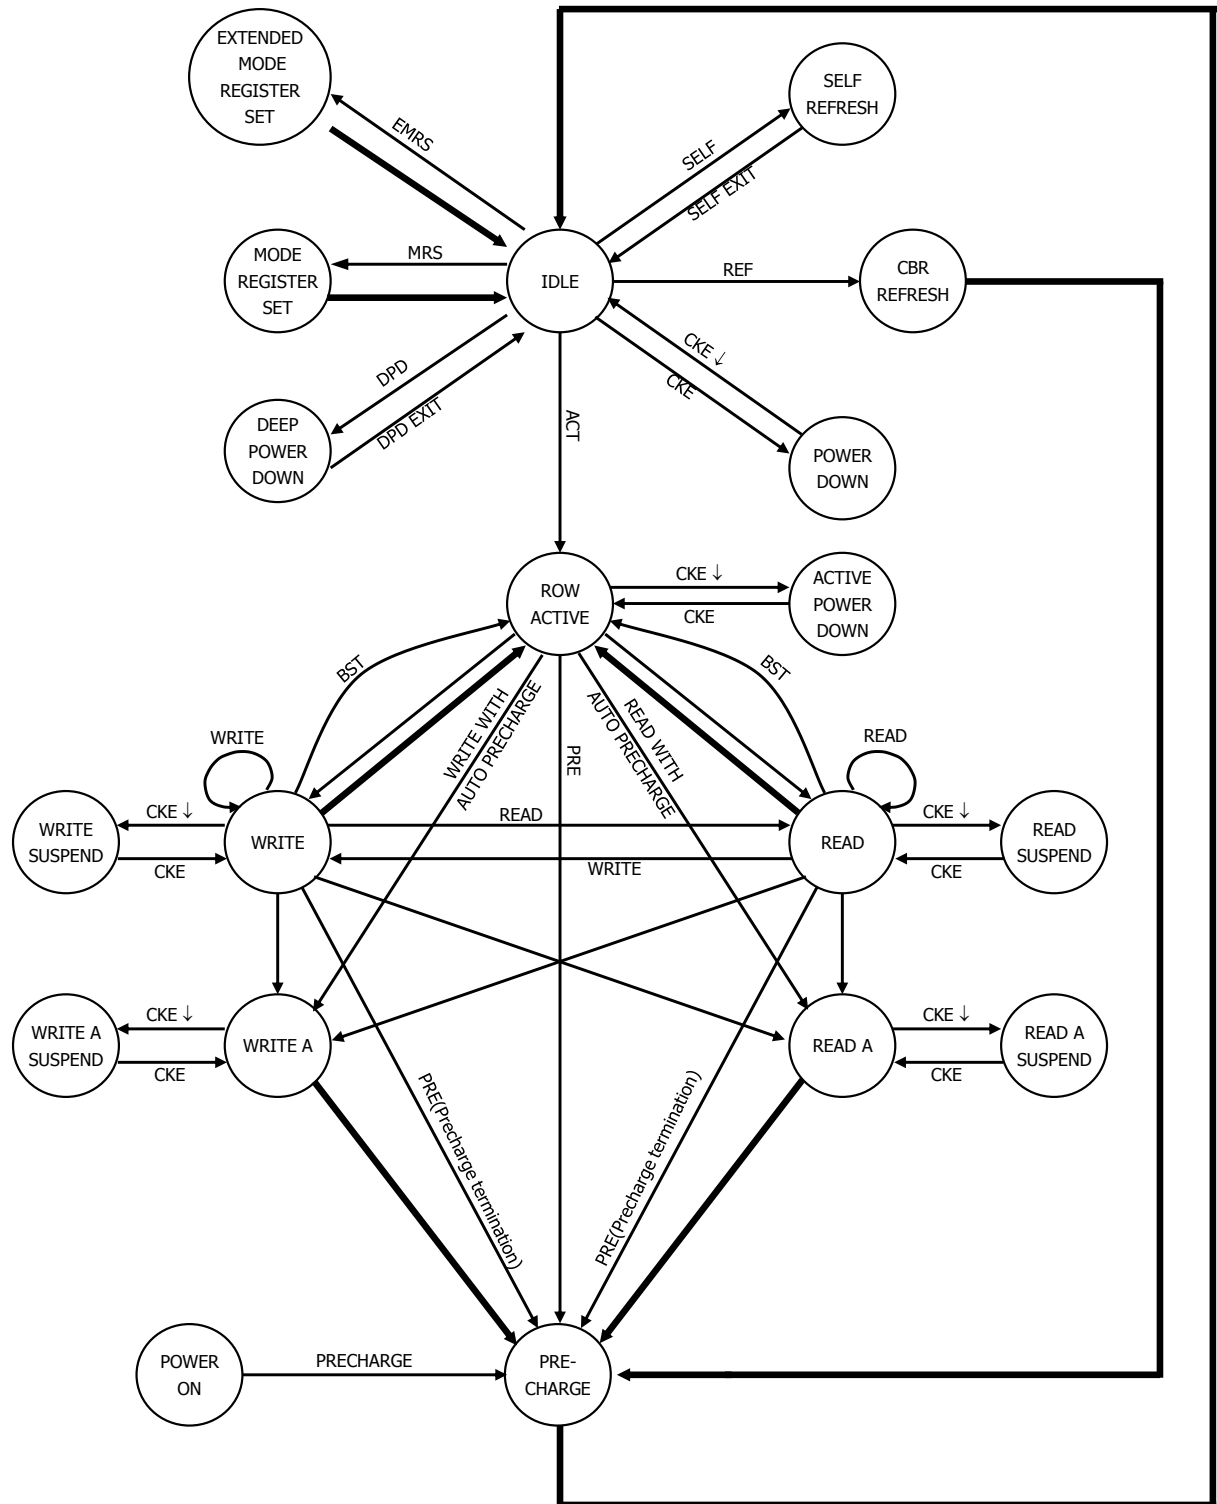 EXTENDED
MODE
REGISTER
SET
SELF
REFRESH
EMRS
SELF
SELF EXIT
MODE
REGISTER
SET
MRS
IDLE
REF
CBR
REFRESH
DPD
DPD EXIT
CKE ↓
CKE
ACT
DEEP
POWER
DOWN
POWER
DOWN
ROW
ACTIVE
CKE ↓
CKE
ACTIVE
POWER
DOWN
BST
BST
WRITE WITH
AUTO PRECHARGE
PRE
READ WITH
AUTO PRECHARGE
WRITE
READ
WRITE
SUSPEND
CKE ↓
CKE
WRITE
READ
WRITE
READ
CKE ↓
CKE
READ
SUSPEND
WRITE A
SUSPEND
CKE ↓
CKE
WRITE A
READ A
CKE ↓
CKE
READ A
SUSPEND
PRE(Precharge termination)
PRE(Precharge termination)
POWER
ON
PRECHARGE
PRE-
CHARGE